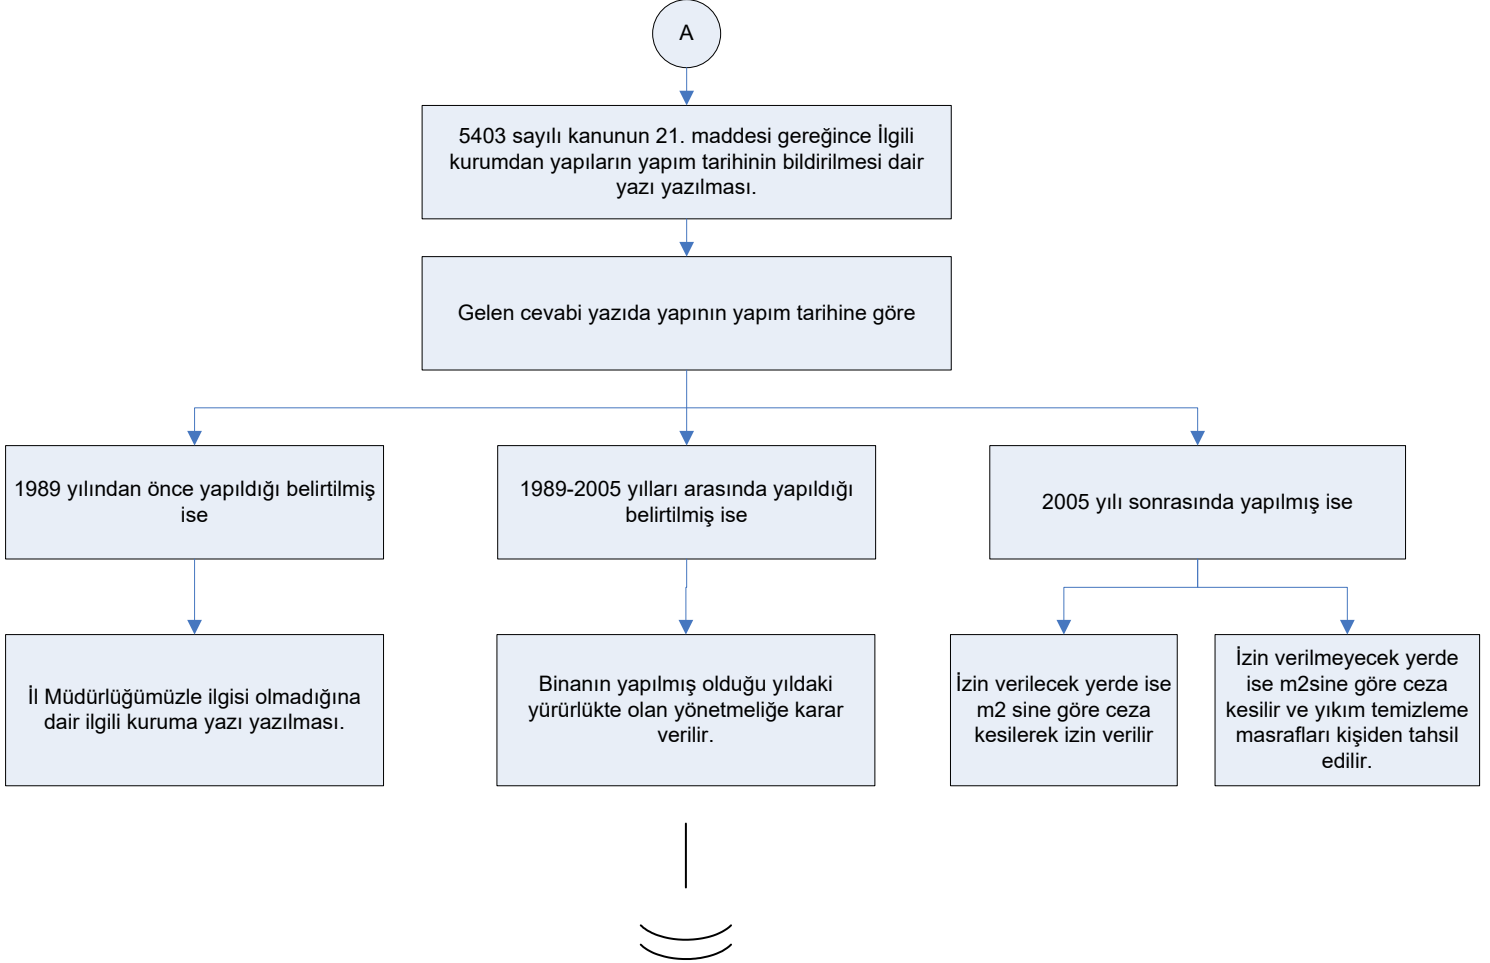 A
5403 sayılı kanunun 21. maddesi gereğince İlgili
kurumdan yapıların yapım tarihinin bildirilmesi dair
yazı yazılması.
Gelen cevabi yazıda yapının yapım tarihine göre
1989 yılından önce yapıldığı belirtilmiş
ise
1989-2005 yılları arasında yapıldığı
belirtilmiş ise
2005 yılı sonrasında yapılmış ise
İl Müdürlüğümüzle ilgisi olmadığına
dair ilgili kuruma yazı yazılması.
Binanın yapılmış olduğu yıldaki
yürürlükte olan yönetmeliğe karar
verilir.
İzin verilecek yerde ise
m2 sine göre ceza
kesilerek izin verilir
İzin verilmeyecek yerde
ise m2sine göre ceza
kesilir ve yıkım temizleme
masrafları kişiden tahsil
edilir.